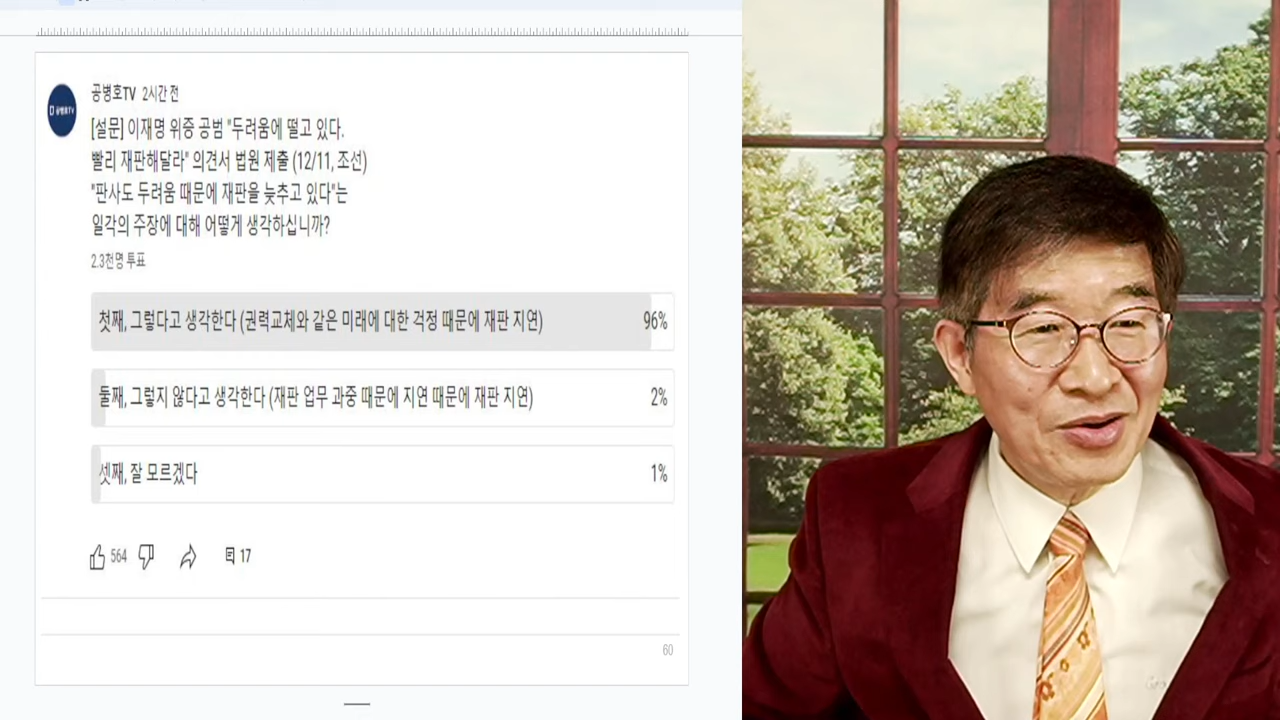 공병호TV
공병호TV 2시간 전
[설문] 이재명 위증 공범 "두려움에 떨고 있다.
빨리 재판해달라" 의견서 법원 제출 (12/11, 조선)
"판사도 두려움 때문에 재판을 늦추고 있다"는
일각의 주장에 대해 어떻게 생각하십니까?
2.3천명 투표
첫째, 그렇다고 생각한다 (권력교체와 같은 미래에 대한 걱정 때문에 재판 지연) 96%
둘째, 그렇지 않다고 생각한다 (재판 업무 과중 때문에 지연 때문에 재판 지연) 2%
셋째, 잘 모르겠다 1%
564 17
60